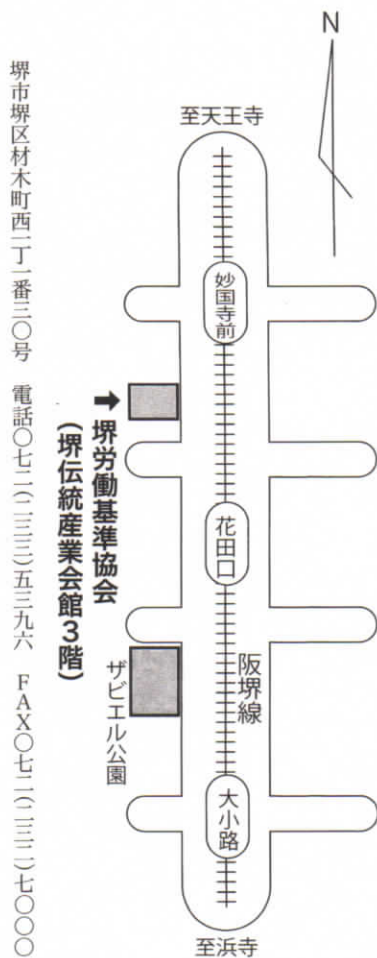 N
至天王寺
妙国寺前
花田口
阪堺線
大小路
至浜寺
➡堺労働基準協会
(堺伝統産業会館3階)
ザビエル公園
堺市堺区材木町西一丁一番三〇号 電話〇七二(二三三)五三九六 FAX〇七二(二三二)七〇〇〇